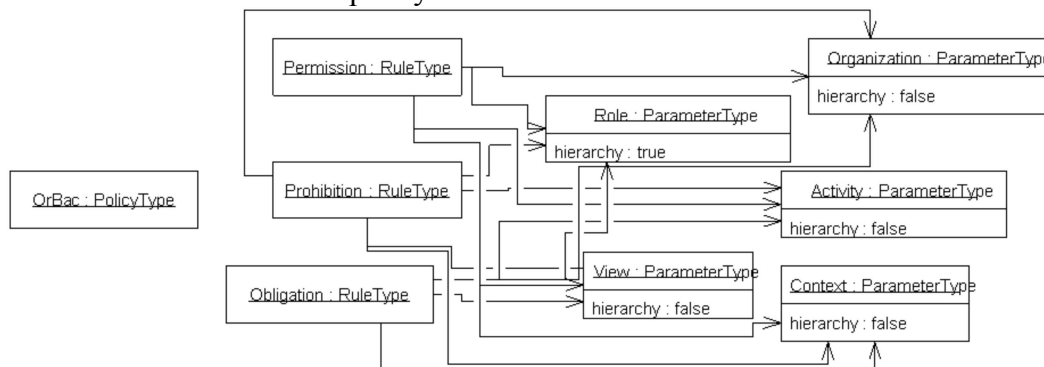 Permission : RuleType
Organization : ParameterType
hierarchy : false
Role : ParameterType
hierarchy : true
Prohibition : RuleType
OrBac : PolicyType
Activity : ParameterType
hierarchy : false
View : ParameterType
hierarchy : false
Obligation : RuleType
Context : ParameterType
hierarchy : false